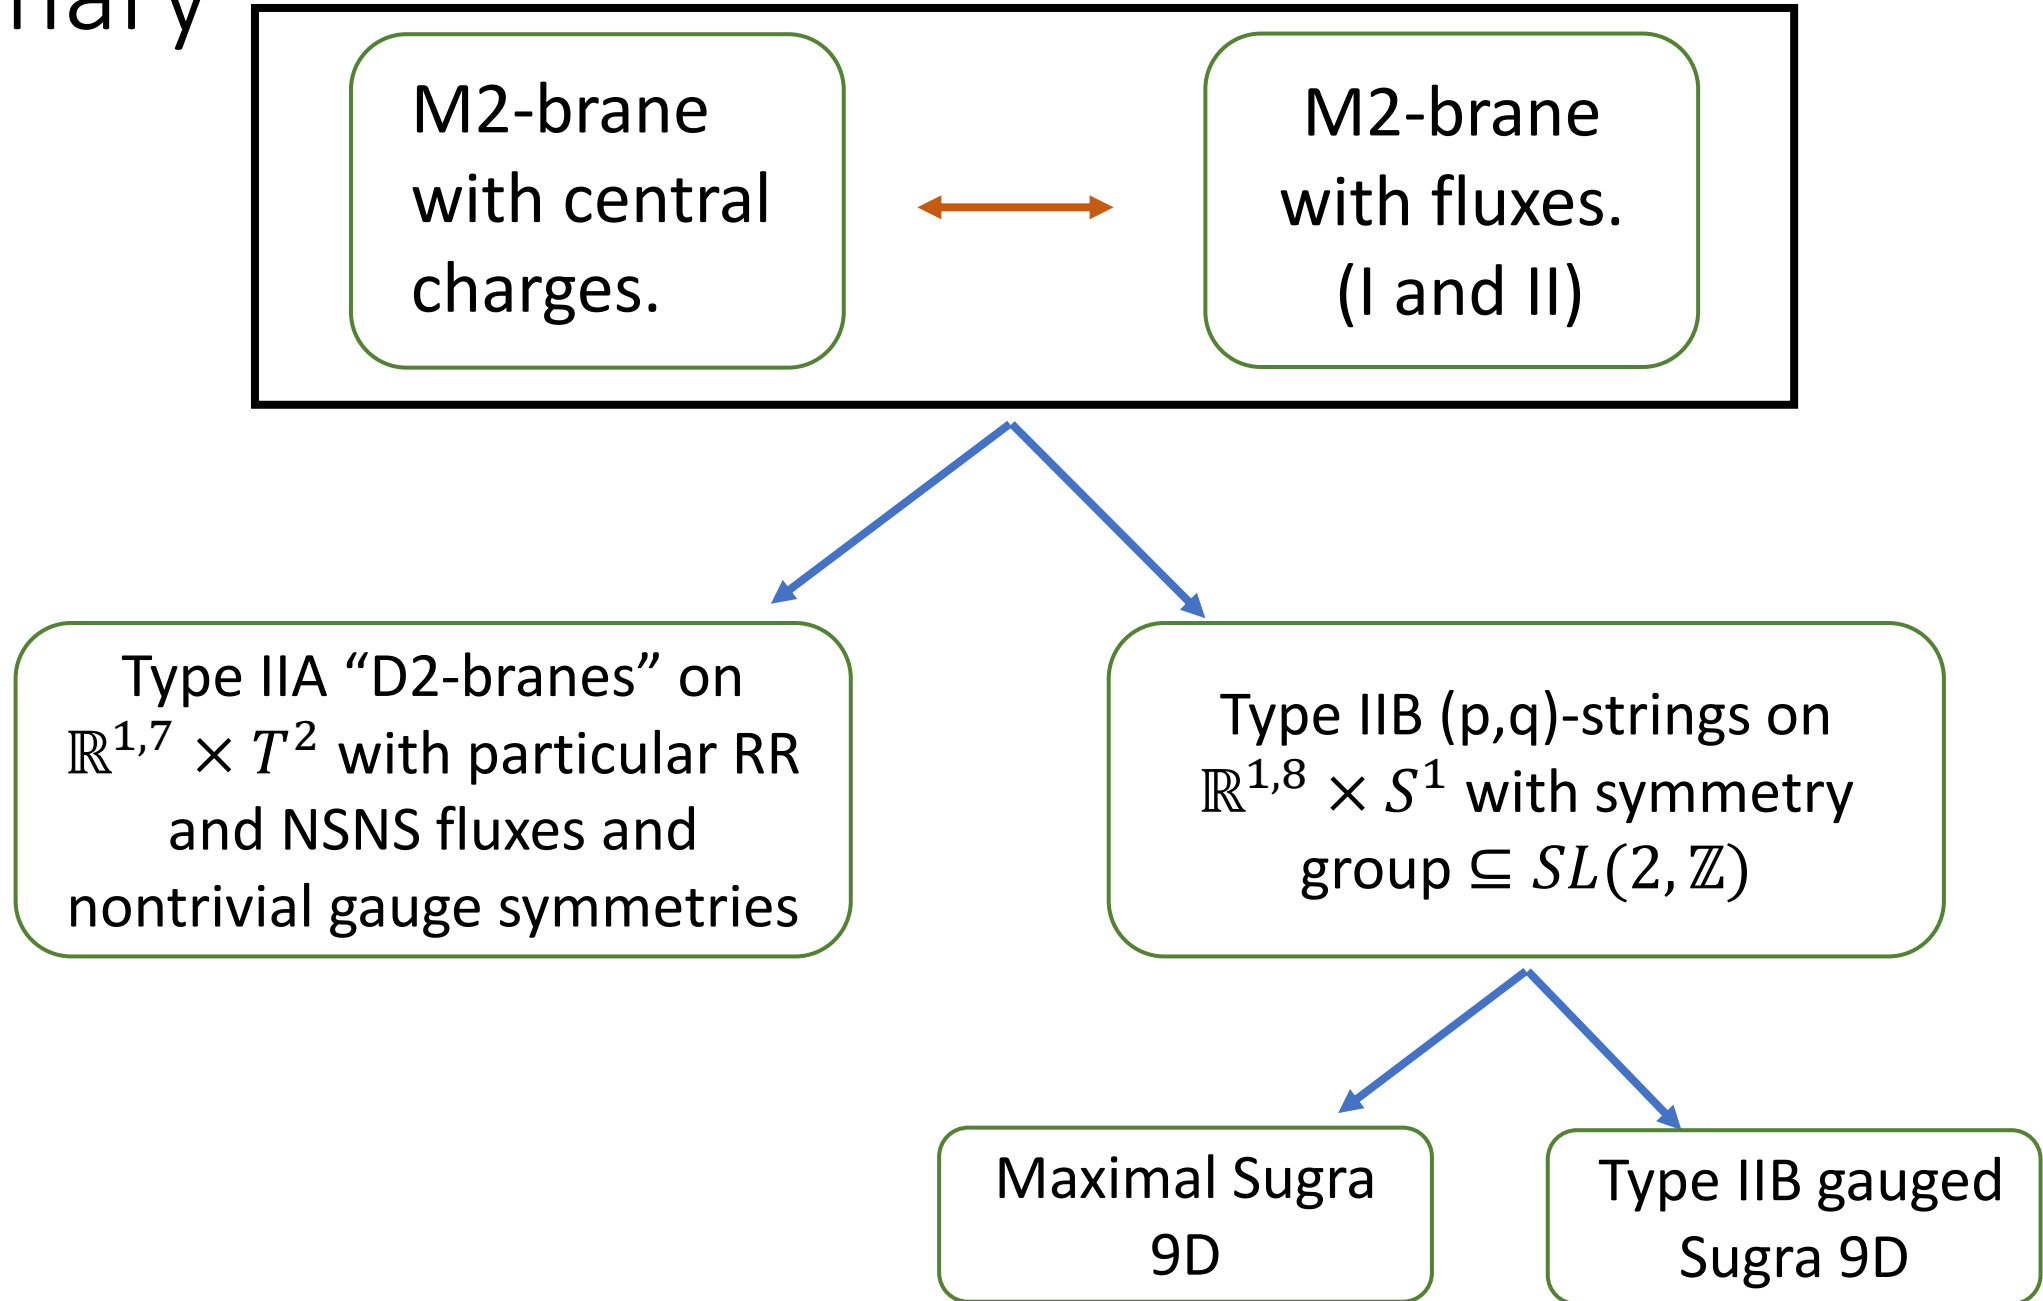 M2-brane
with central
charges.
M2-brane
with fluxes.
(I and II)
Type IIA “D2-branes” on
ℝ^{1,7} × T^2 with particular RR
and NSNS fluxes and
nontrivial gauge symmetries
Type IIB (p,q)-strings on
ℝ^{1,8} × S^1 with symmetry
group ⊆ SL(2, ℤ)
Maximal Sugra
9D
Type IIB gauged
Sugra 9D